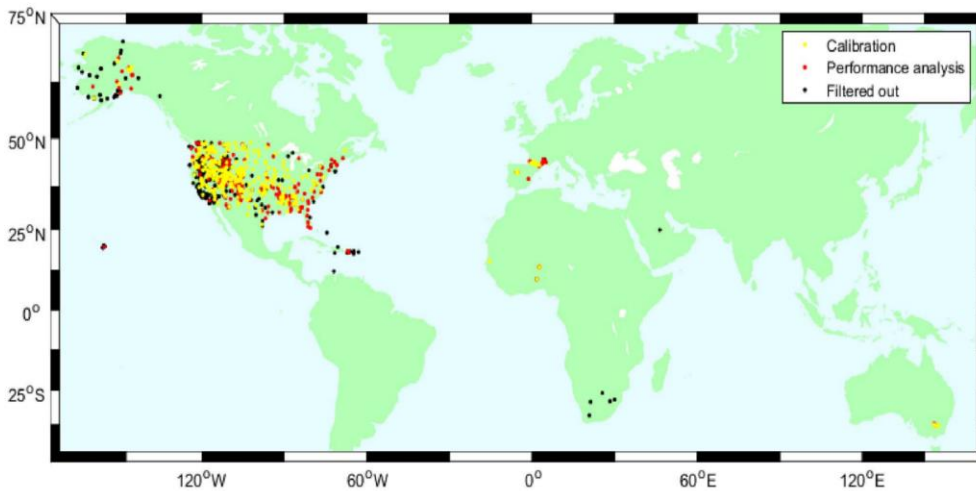 75°N
Calibration
Performance analysis
Filtered out
50°N
25°N
0°
25°S
120°W
60°W
0°
60°E
120°E